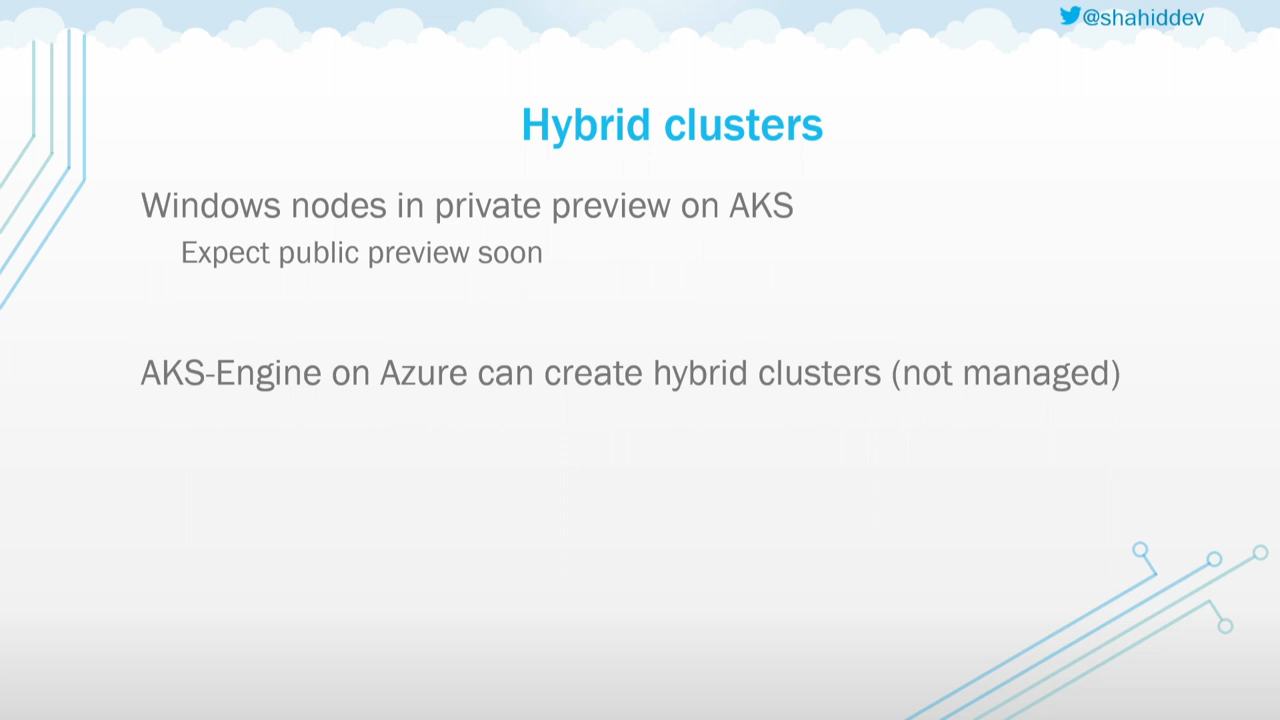 @shahiddev
Hybrid clusters
Windows nodes in private preview on AKS
Expect public preview soon
AKS-Engine on Azure can create hybrid clusters (not managed)